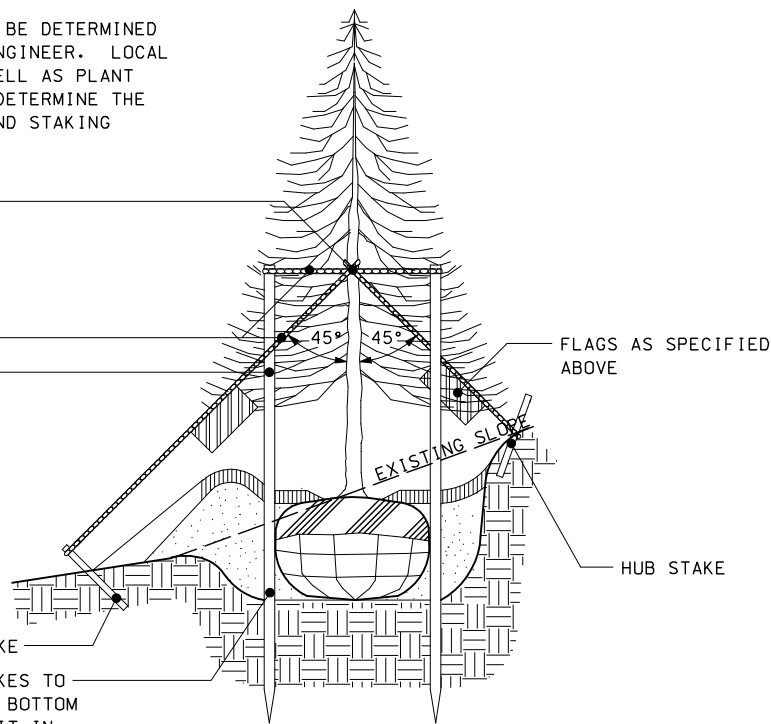 BE DETERMINED
NGINEER. LOCAL
ELL AS PLANT
DETERMINE THE
ND STAKING
45° 45°
FLAGS AS SPECIFIED
ABOVE
EXISTING SLOPE
HUB STAKE
KE
KES TO
BOTTOM
IT IN